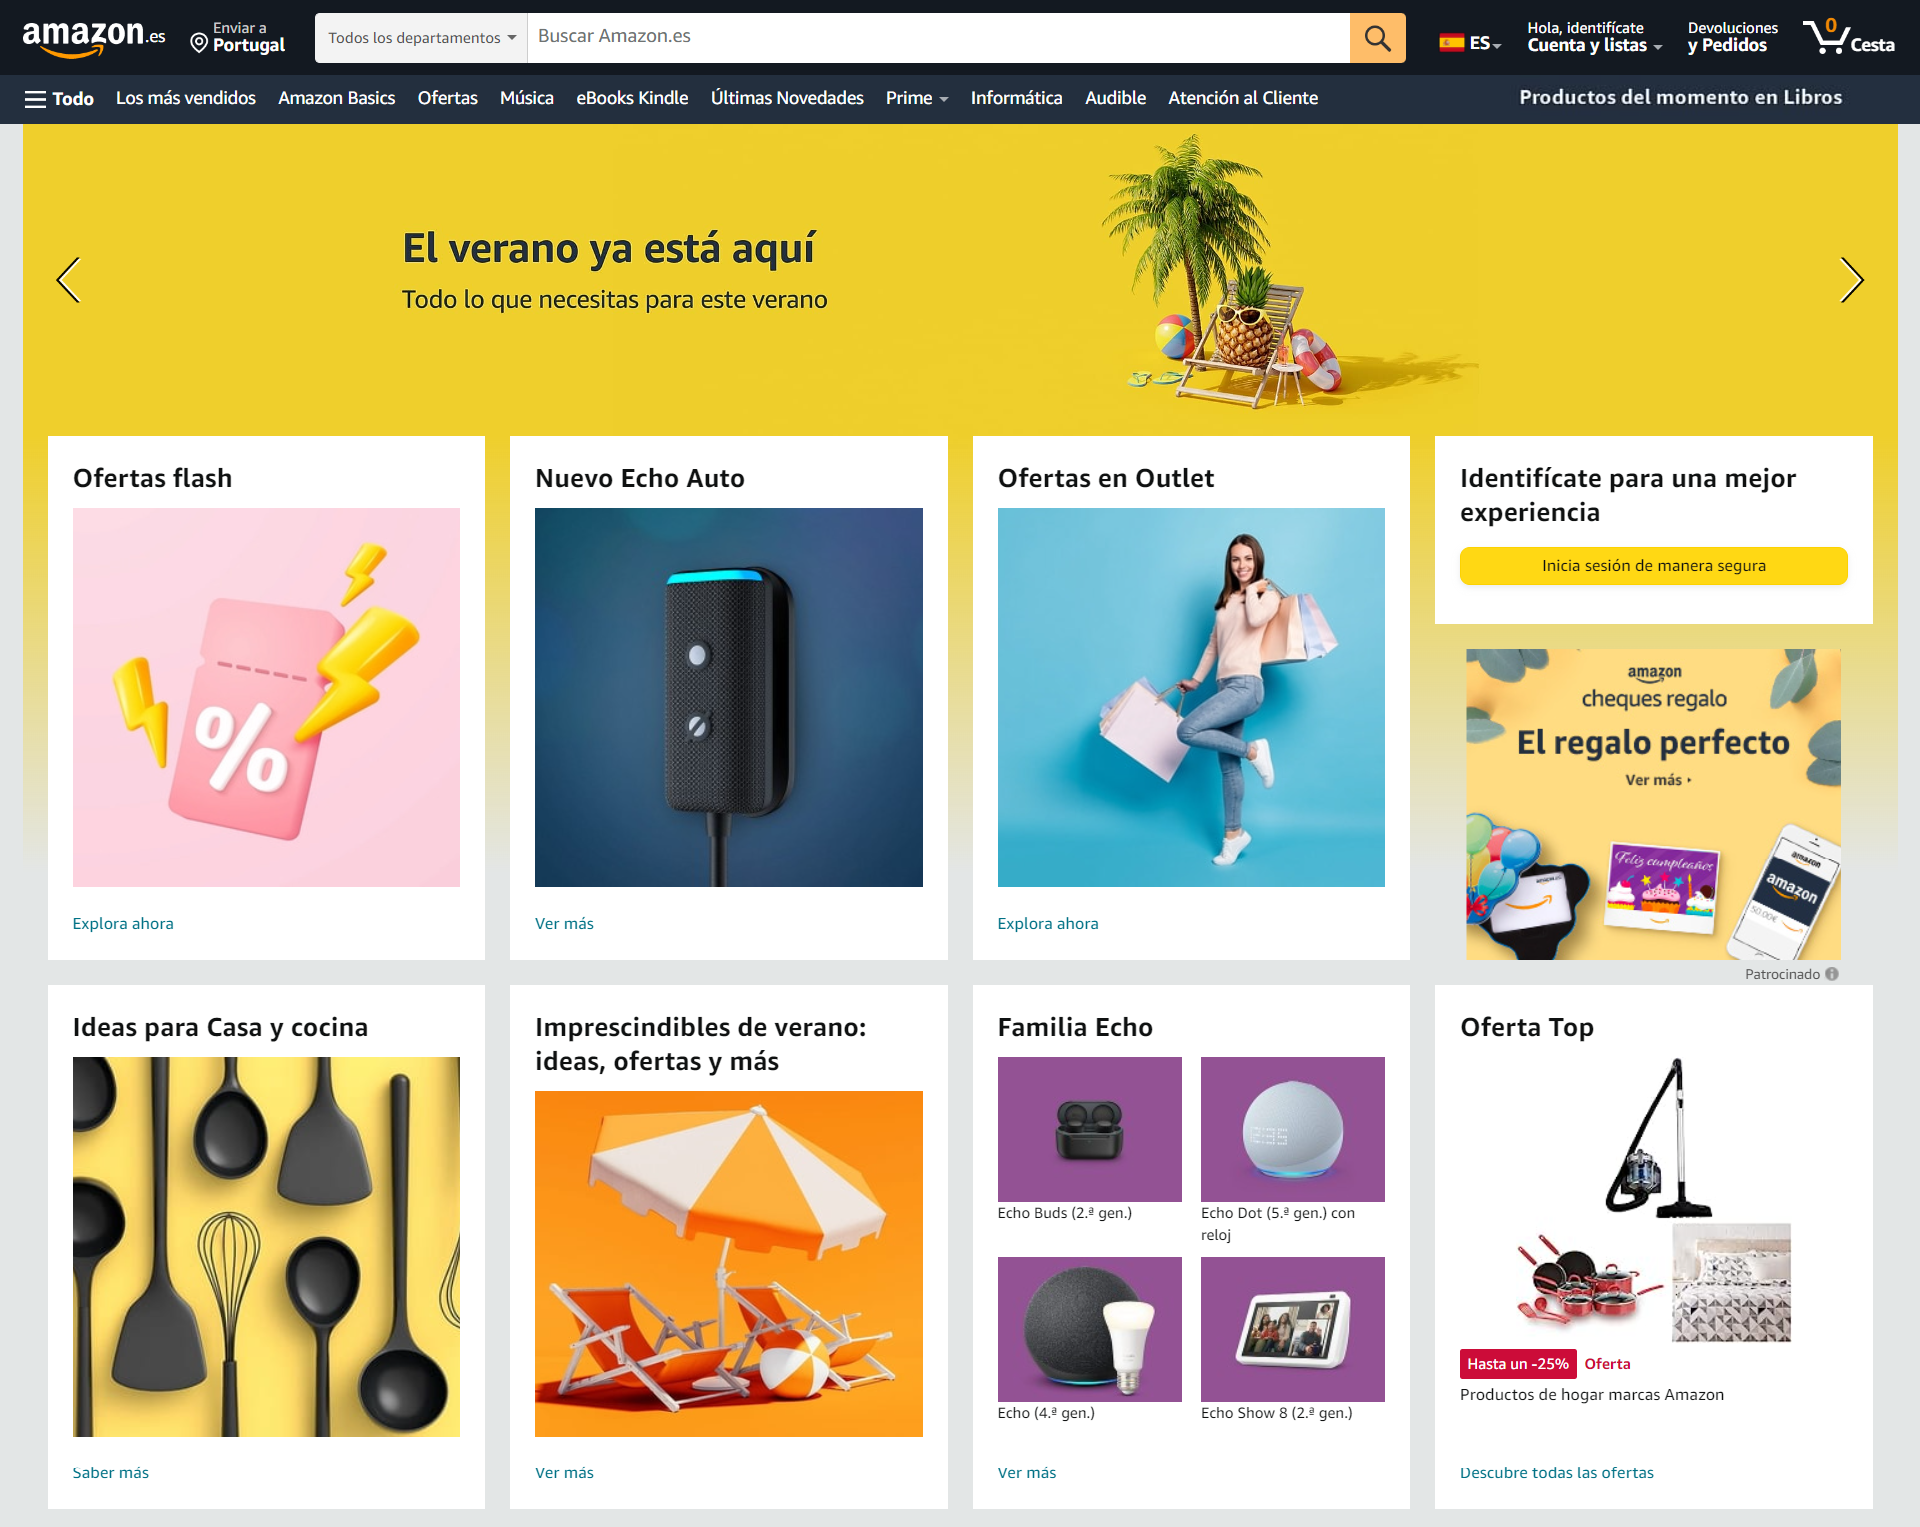 amazon.es
Enviar a
Portugal
Todos los departamentos
Buscar Amazon.es
ES
Hola, identifícate
Cuenta y listas
Devoluciones
y Pedidos
0
Cesta
Todo
Los más vendidos
Amazon Basics
Ofertas
Música
eBooks Kindle
Últimas Novedades
Prime
Informática
Audible
Atención al Cliente
Productos del momento en Libros
El verano ya está aquí
Todo lo que necesitas para este verano
Ofertas flash
%
Explora ahora
Nuevo Echo Auto
Ver más
Ofertas en Outlet
Explora ahora
Identifícate para una mejor
experiencia
Inicia sesión de manera segura
amazon
cheques regalo
El regalo perfecto
Ver más
Feliz cumpleaños
amazon
amazon
50,00€
Patrocinado
Ideas para Casa y cocina
Saber más
Imprescindibles de verano:
ideas, ofertas y más
Ver más
Familia Echo
Echo Buds (2.ª gen.)
Echo Dot (5.ª gen.) con
reloj
Echo (4.ª gen.)
Echo Show 8 (2.ª gen.)
Ver más
Oferta Top
Hasta un -25%
Oferta
Productos de hogar marcas Amazon
Descubre todas las ofertas